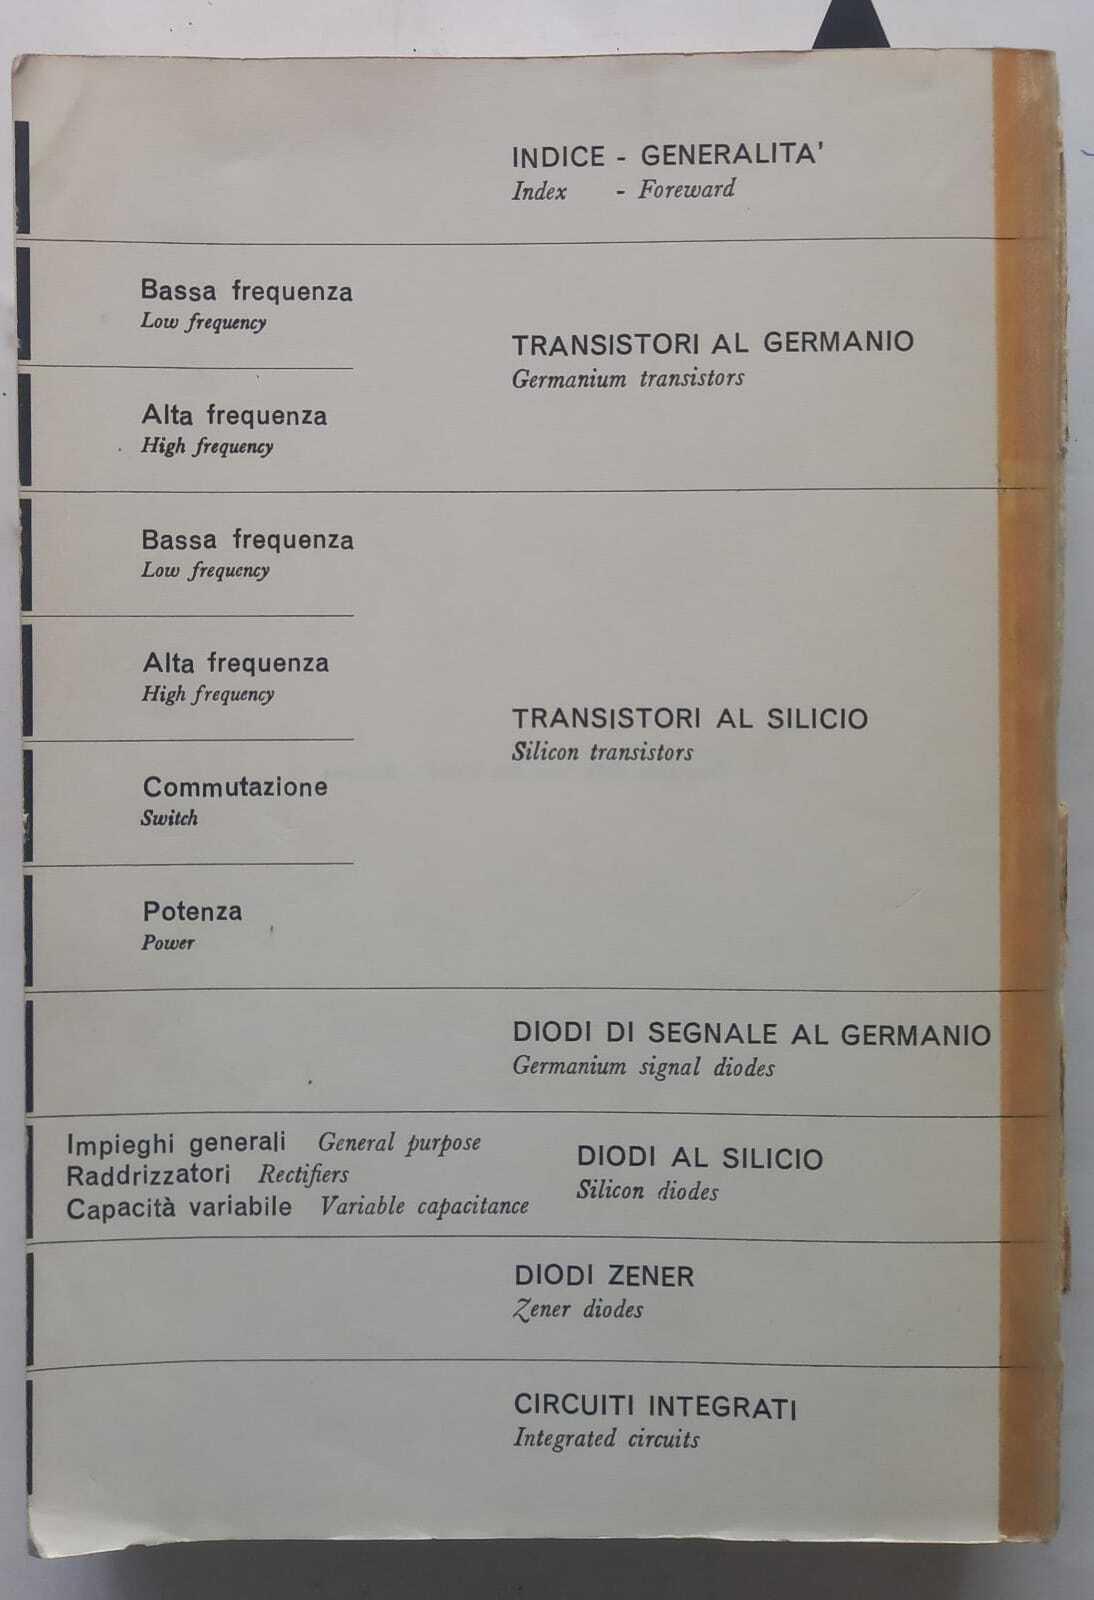 INDICE - GENERALITA'
Index - Foreward
Bassa frequenza
Low frequency
TRANSISTORI AL GERMANIO
Germanium transistors
Alta frequenza
High frequency
Bassa frequenza
Low frequency
Alta frequenza
High frequency
TRANSISTORI AL SILICIO
Silicon transistors
Commutazione
Switch
Potenza
Power
DIODI DI SEGNALE AL GERMANIO
Germanium signal diodes
Impieghi generali General purpose
Raddrizzatori Rectifiers
Capacità variabile Variable capacitance
DIODI AL SILICIO
Silicon diodes
DIODI ZENER
Zener diodes
CIRCUITI INTEGRATI
Integrated circuits